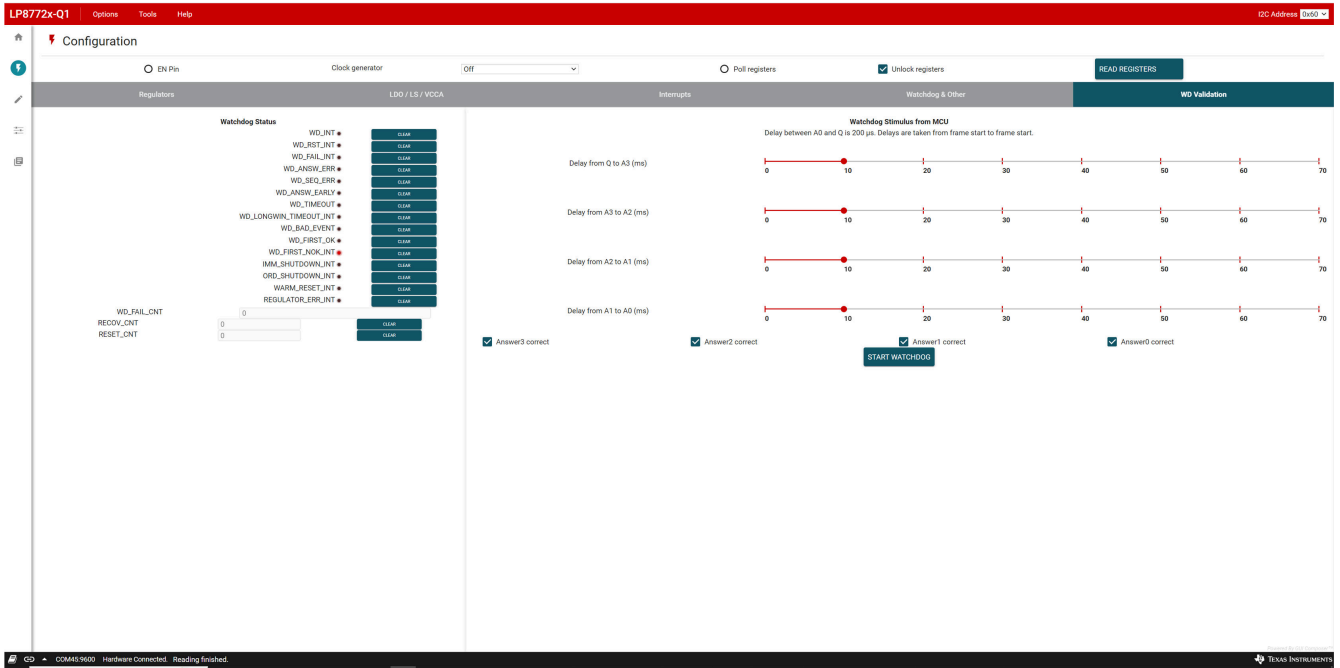 LP8772x-Q1 Options Tools Help I2C Address 0x60
Configuration
EN Pin Clock generator Off Poll registers Unlock registers READ REGISTERS
Regulators LDO / LS / VCCA Interrupts Watchdog & Other WD Validation
Watchdog Status
WD_INT CLEAR
WD_RST_INT CLEAR
WD_FAIL_INT CLEAR
WD_ANSW_ERR CLEAR
WD_SEQ_ERR CLEAR
WD_ANSW_EARLY CLEAR
WD_TIMEOUT CLEAR
WD_LONGWIN_TIMEOUT_INT CLEAR
WD_BAD_EVENT CLEAR
WD_FIRST_OK CLEAR
WD_FIRST_NOK_INT CLEAR
IMM_SHUTDOWN_INT CLEAR
ORD_SHUTDOWN_INT CLEAR
WARM_RESET_INT CLEAR
REGULATOR_ERR_INT CLEAR
WD_FAIL_CNT 0
RECOV_CNT 0 CLEAR
RESET_CNT 0 CLEAR
Watchdog Stimulus from MCU
Delay between A0 and Q is 200 µs. Delays are taken from frame start to frame start.
Delay from Q to A3 (ms)
0 10 20 30 40 50 60 70
Delay from A3 to A2 (ms)
0 10 20 30 40 50 60 70
Delay from A2 to A1 (ms)
0 10 20 30 40 50 60 70
Delay from A1 to A0 (ms)
0 10 20 30 40 50 60 70
Answer3 correct Answer2 correct Answer1 correct Answer0 correct
START WATCHDOG
COM45:9600 Hardware Connected. Reading finished. TEXAS INSTRUMENTS